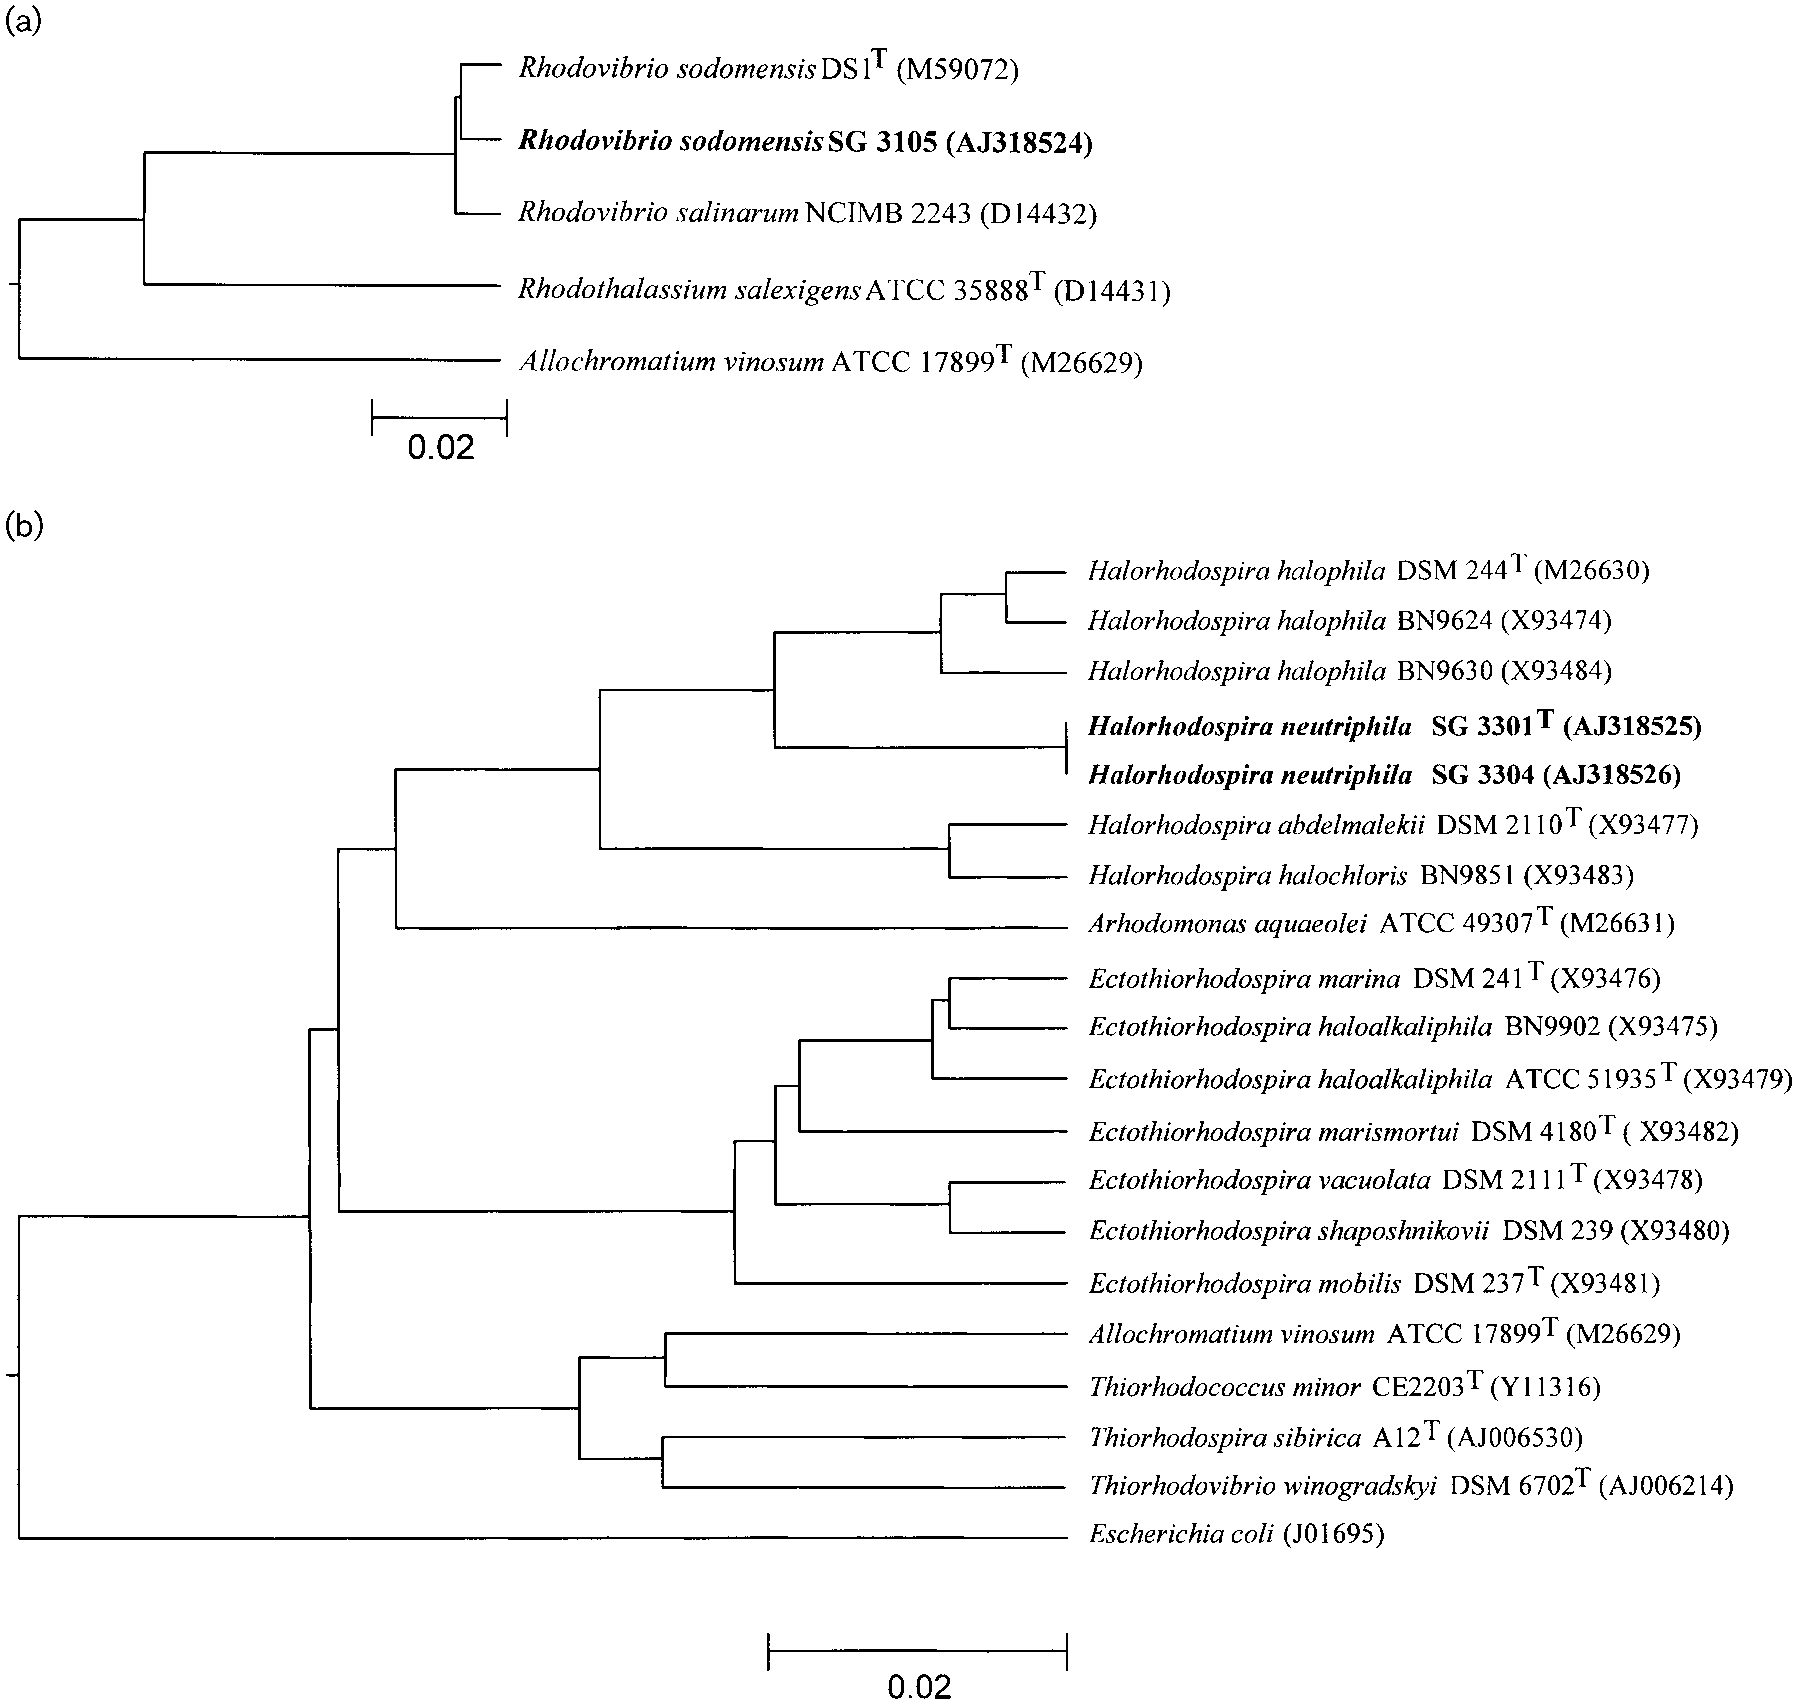 (a)
Rhodovibrio sodomensis DS1T (M59072)
Rhodovibrio sodomensis SG 3105 (AJ318524)
Rhodovibrio salinarum NCIMB 2243 (D14432)
Rhodothalassium salexigens ATCC 35888T (D14431)
Allochromatium vinosum ATCC 17899T (M26629)
0.02
(b)
Halorhodospira halophila DSM 244T (M26630)
Halorhodospira halophila BN9624 (X93474)
Halorhodospira halophila BN9630 (X93484)
Halorhodospira neutriphila SG 3301T (AJ318525)
Halorhodospira neutriphila SG 3304 (AJ318526)
Halorhodospira abdelmalekii DSM 2110T (X93477)
Halorhodospira halochloris BN9851 (X93483)
Arhodomonas aquaeolei ATCC 49307T (M26631)
Ectothiorhodospira marina DSM 241T (X93476)
Ectothiorhodospira haloalkaliphila BN9902 (X93475)
Ectothiorhodospira haloalkaliphila ATCC 51935T (X93479)
Ectothiorhodospira marismortui DSM 4180T ( X93482)
Ectothiorhodospira vacuolata DSM 2111T (X93478)
Ectothiorhodospira shaposhnikovii DSM 239 (X93480)
Ectothiorhodospira mobilis DSM 237T (X93481)
Allochromatium vinosum ATCC 17899T (M26629)
Thiorhodococcus minor CE2203T (Y11316)
Thiorhodospira sibirica A12T (AJ006530)
Thiorhodovibrio winogradskyi DSM 6702T (AJ006214)
Escherichia coli (J01695)
0.02